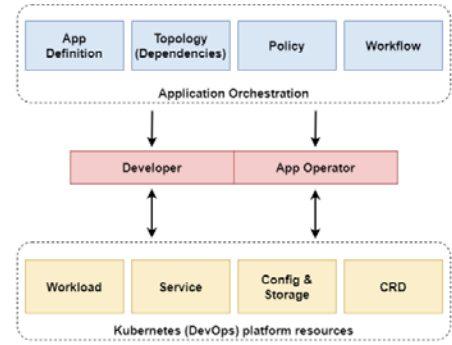 App
Definition
Topology
(Dependencies)
Policy
Workflow
Application Orchestration
Developer
App Operator
Workload
Service
Config &
Storage
CRD
Kubernetes (DevOps) platform resources